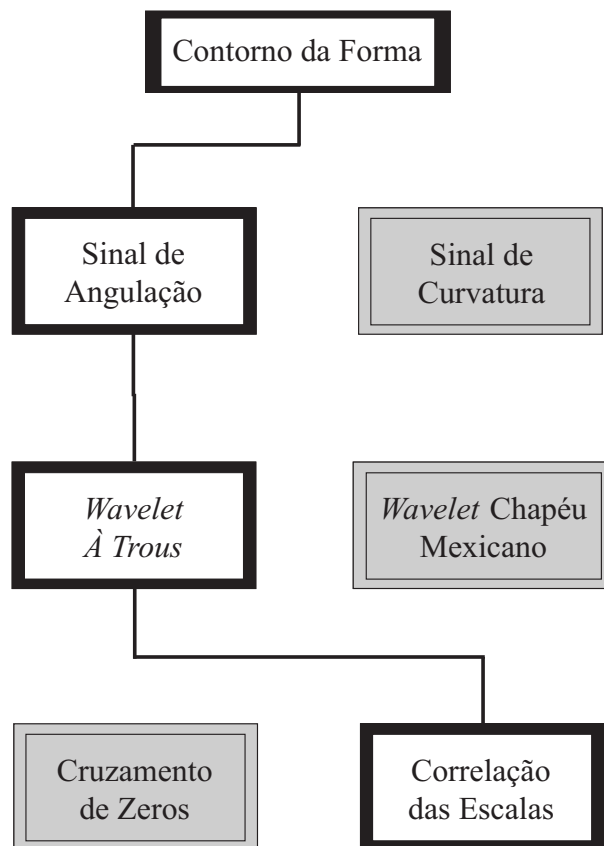 Contorno da Forma
Sinal de
Angulação
Sinal de
Curvatura
Wavelet
À Trous
Wavelet Chapéu
Mexicano
Cruzamento
de Zeros
Correlação
das Escalas